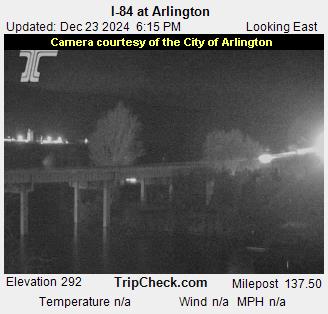 I-84 at Arlington
Updated: Dec 23 2024 6:15 PM Looking East
Camera courtesy of the City of Arlington
Elevation 292 TripCheck.com Milepost 137.50
Temperature n/a Wind n/a MPH n/a